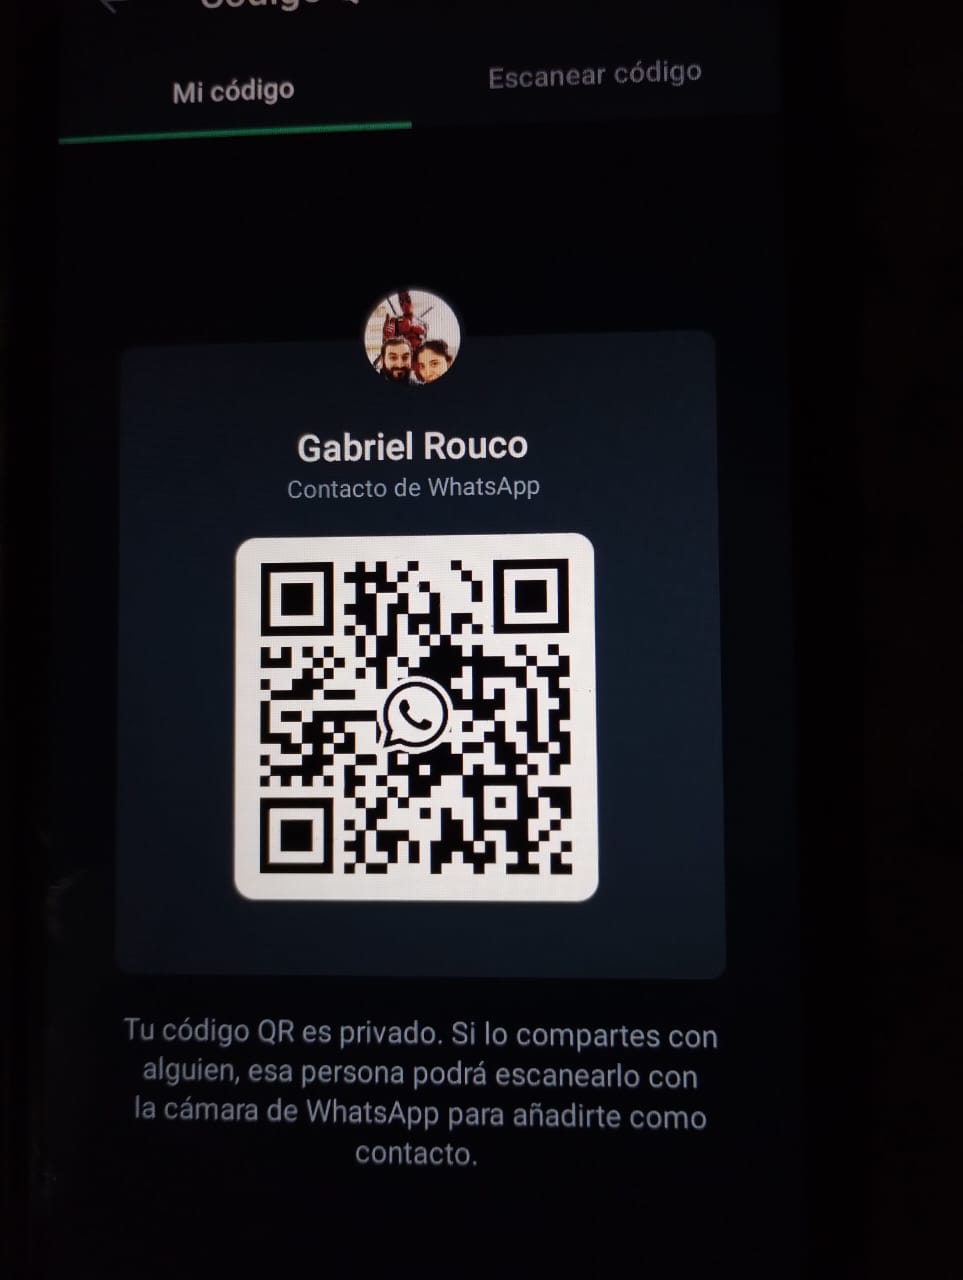 Código
Mi código
Escanear código
Gabriel Rouco
Contacto de WhatsApp
Tu código QR es privado. Si lo compartes con
alguien, esa persona podrá escanearlo con
la cámara de WhatsApp para añadirte como
contacto.